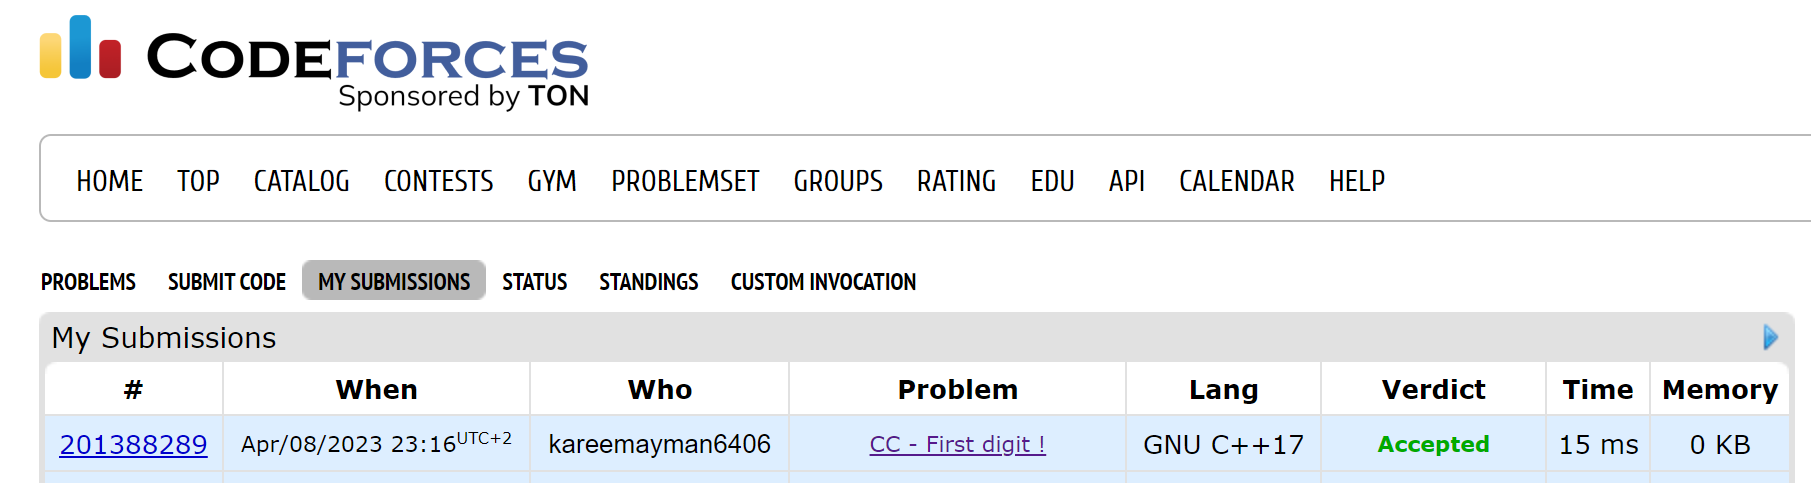 CODEFORCES
Sponsored by TON
HOME TOP CATALOG CONTESTS GYM PROBLEMSET GROUPS RATING EDU API CALENDAR HELP
PROBLEMS SUBMIT CODE MY SUBMISSIONS STATUS STANDINGS CUSTOM INVOCATION
My Submissions
# When Who Problem Lang Verdict Time Memory
201388289 Apr/08/2023 23:16UTC+2 kareemayman6406 CC - First digit ! GNU C++17 Accepted 15 ms 0 KB